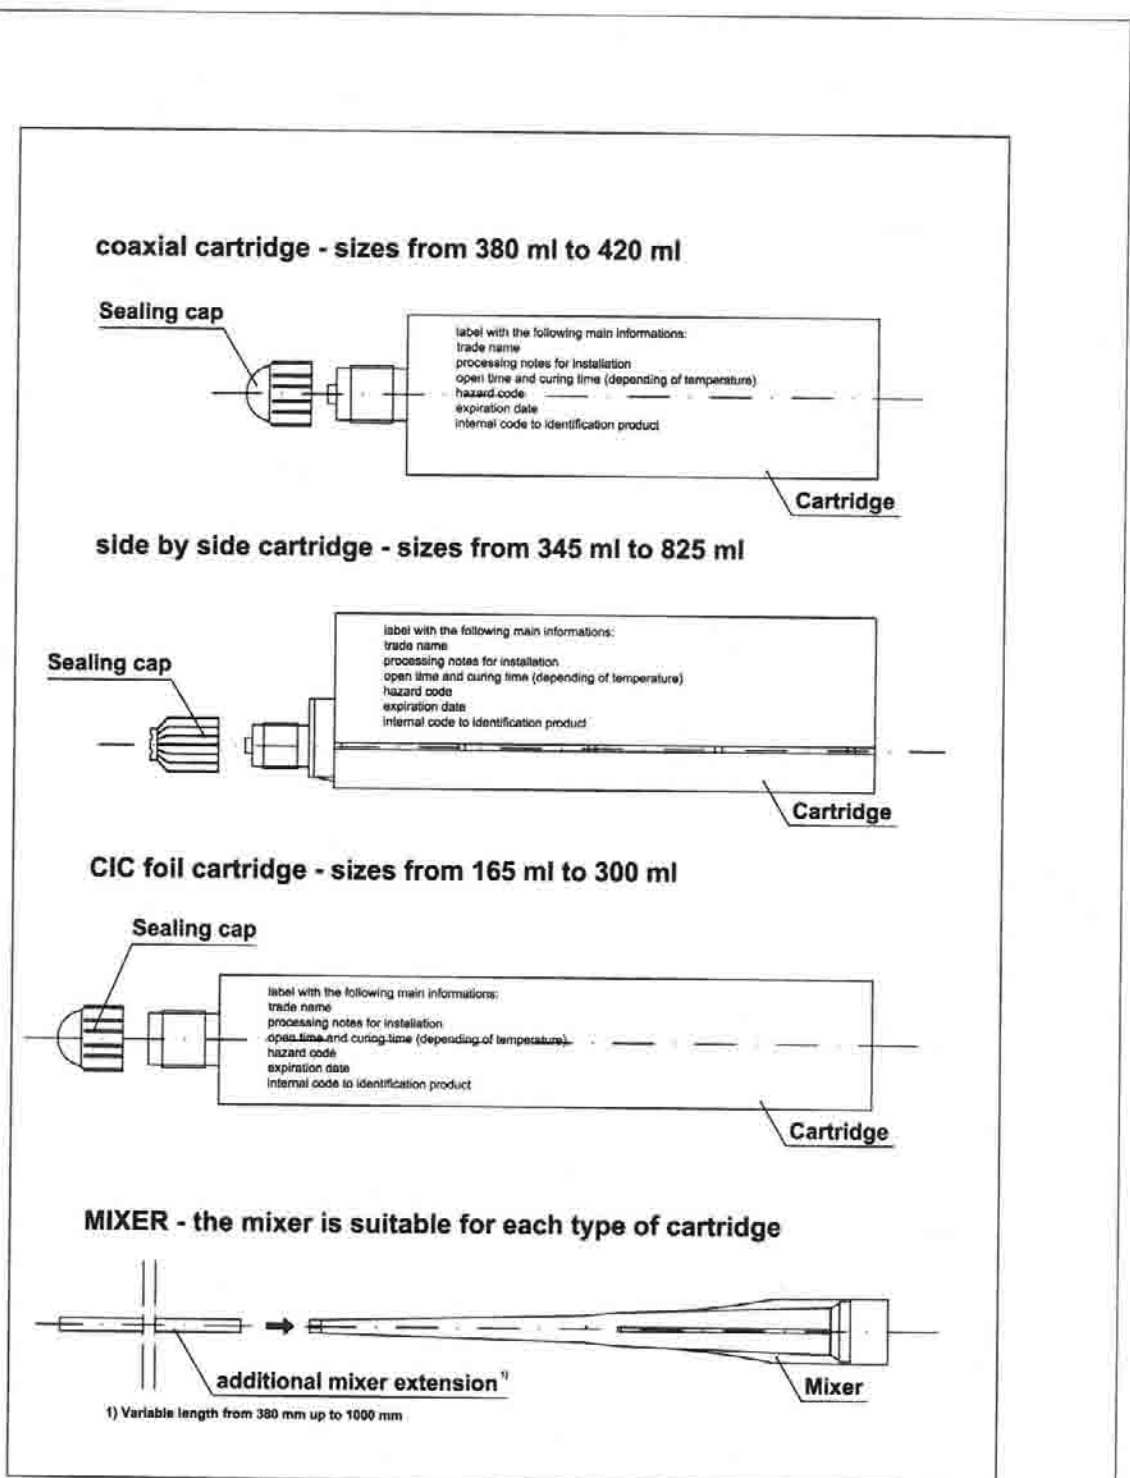 coaxial cartridge - sizes from 380 ml to 420 ml
Sealing cap
label with the following main informations:
trade name
processing notes for installation
open time and curing time (depending of temperature)
hazard code
expiration date
internal code to identification product
Cartridge
side by side cartridge - sizes from 345 ml to 825 ml
Sealing cap
label with the following main informations:
trade name
processing notes for installation
open time and curing time (depending of temperature)
hazard code
expiration date
internal code to identification product
Cartridge
CIC foil cartridge - sizes from 165 ml to 300 ml
Sealing cap
label with the following main informations:
trade name
processing notes for installation
open time and curing time (depending of temperature)
hazard code
expiration date
internal code to identification product
Cartridge
MIXER - the mixer is suitable for each type of cartridge
additional mixer extension¹⁾
Mixer
1) Variable length from 380 mm up to 1000 mm